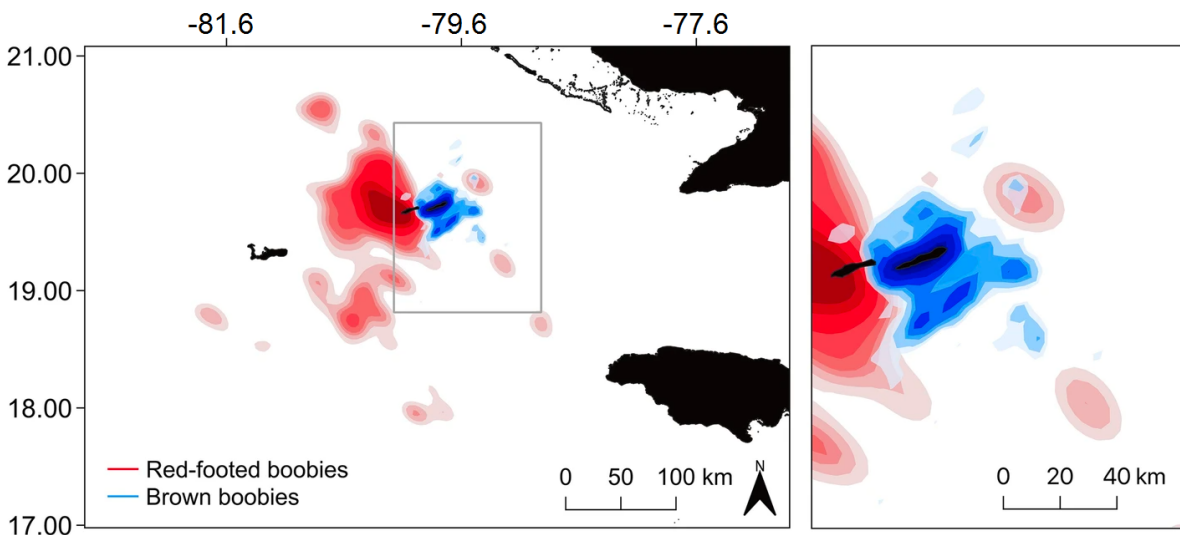 -81.6 -79.6 -77.6
21.00
20.00
19.00
18.00
17.00
Red-footed boobies
Brown boobies
0 50 100 km
N
0 20 40 km